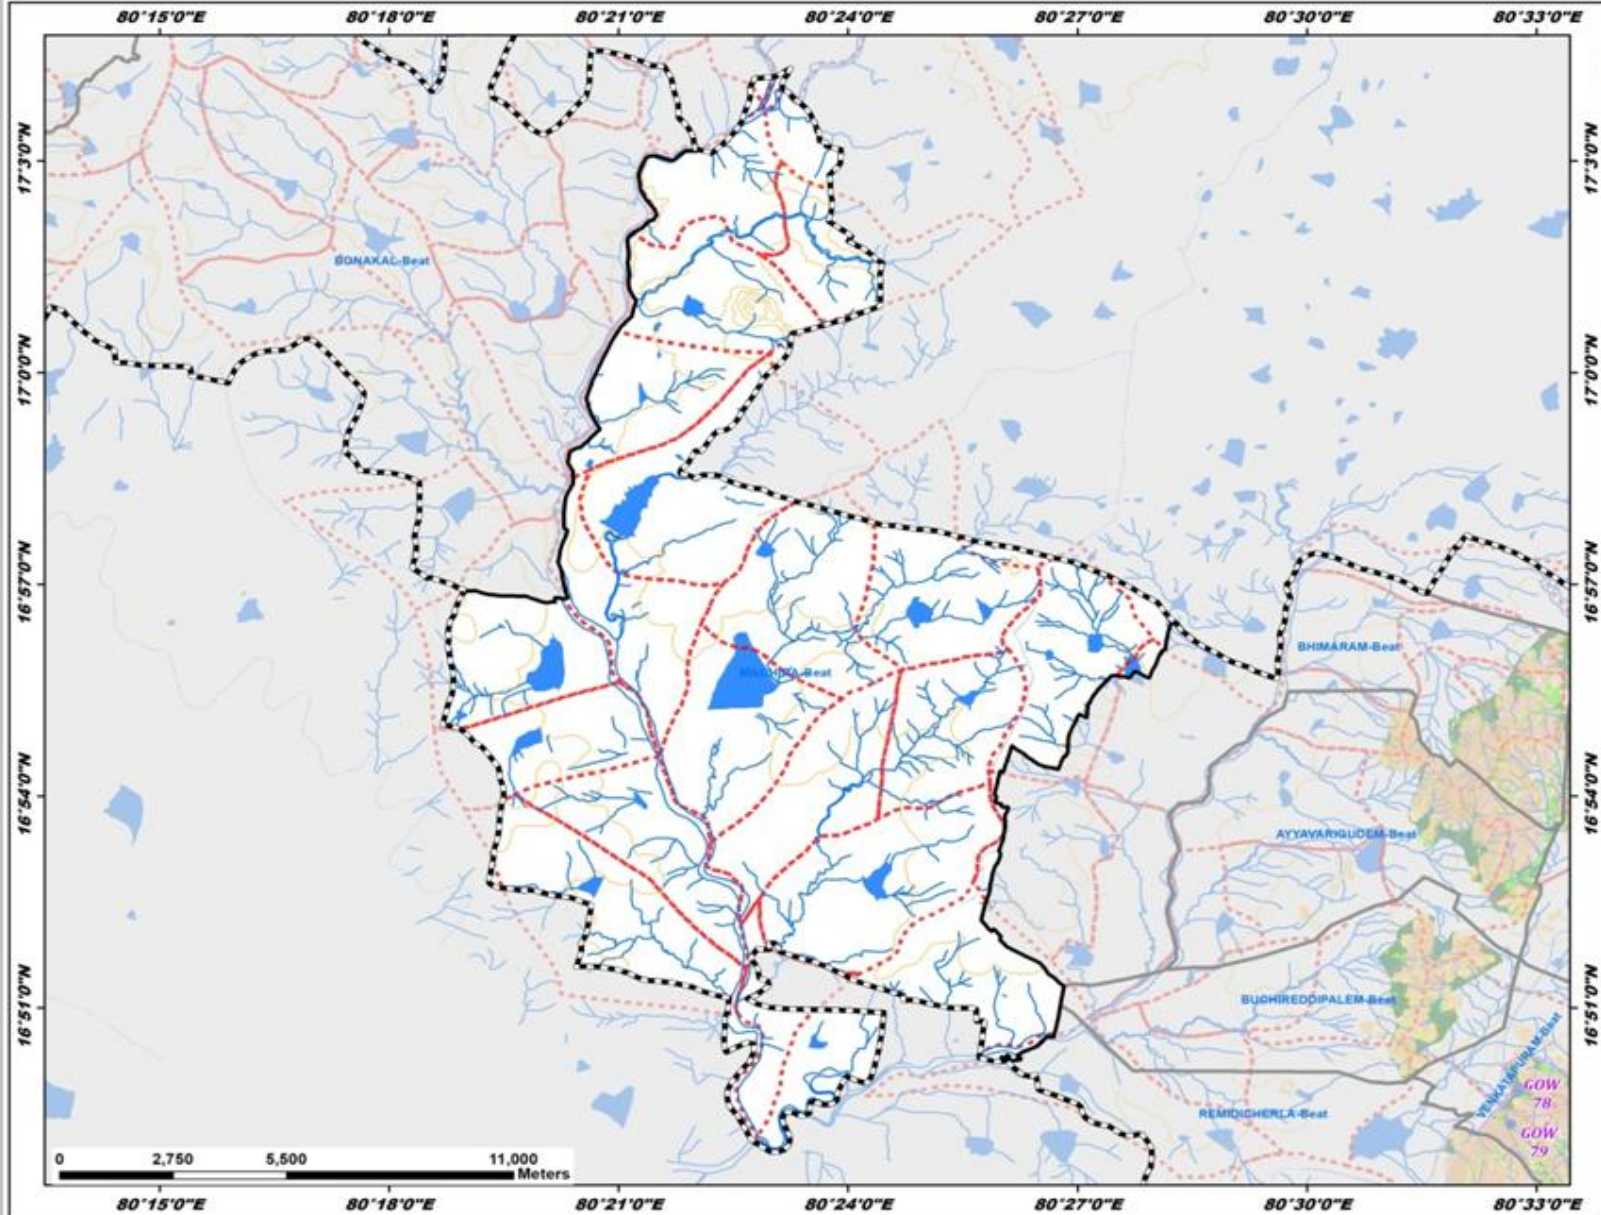 80°15'0"E 80°18'0"E 80°21'0"E 80°24'0"E 80°27'0"E 80°30'0"E 80°33'0"E
17°3'0"N 17°3'0"N
BONAKAL-Beat
17°0'0"N 17°0'0"N
16°57'0"N 16°57'0"N
BHIMARAM-Beat
MADHIRA-Beat
16°54'0"N 16°54'0"N
AYYAVARIGUDEM-Beat
16°51'0"N 16°51'0"N
BUCHIREDDIPALEM-Beat
VENKATAPURAM-Beat
GOW
78
REMIDICHERLA-Beat
GOW
79
0 2,750 5,500 11,000
Meters
80°15'0"E 80°18'0"E 80°21'0"E 80°24'0"E 80°27'0"E 80°30'0"E 80°33'0"E